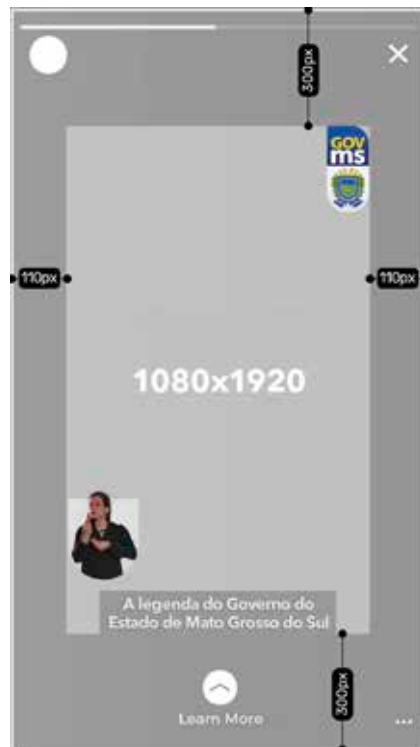 300px
GOV
ms
110px
110px
1080x1920
A legenda do Governo do
Estado de Mato Grosso do Sul
300px
Learn More